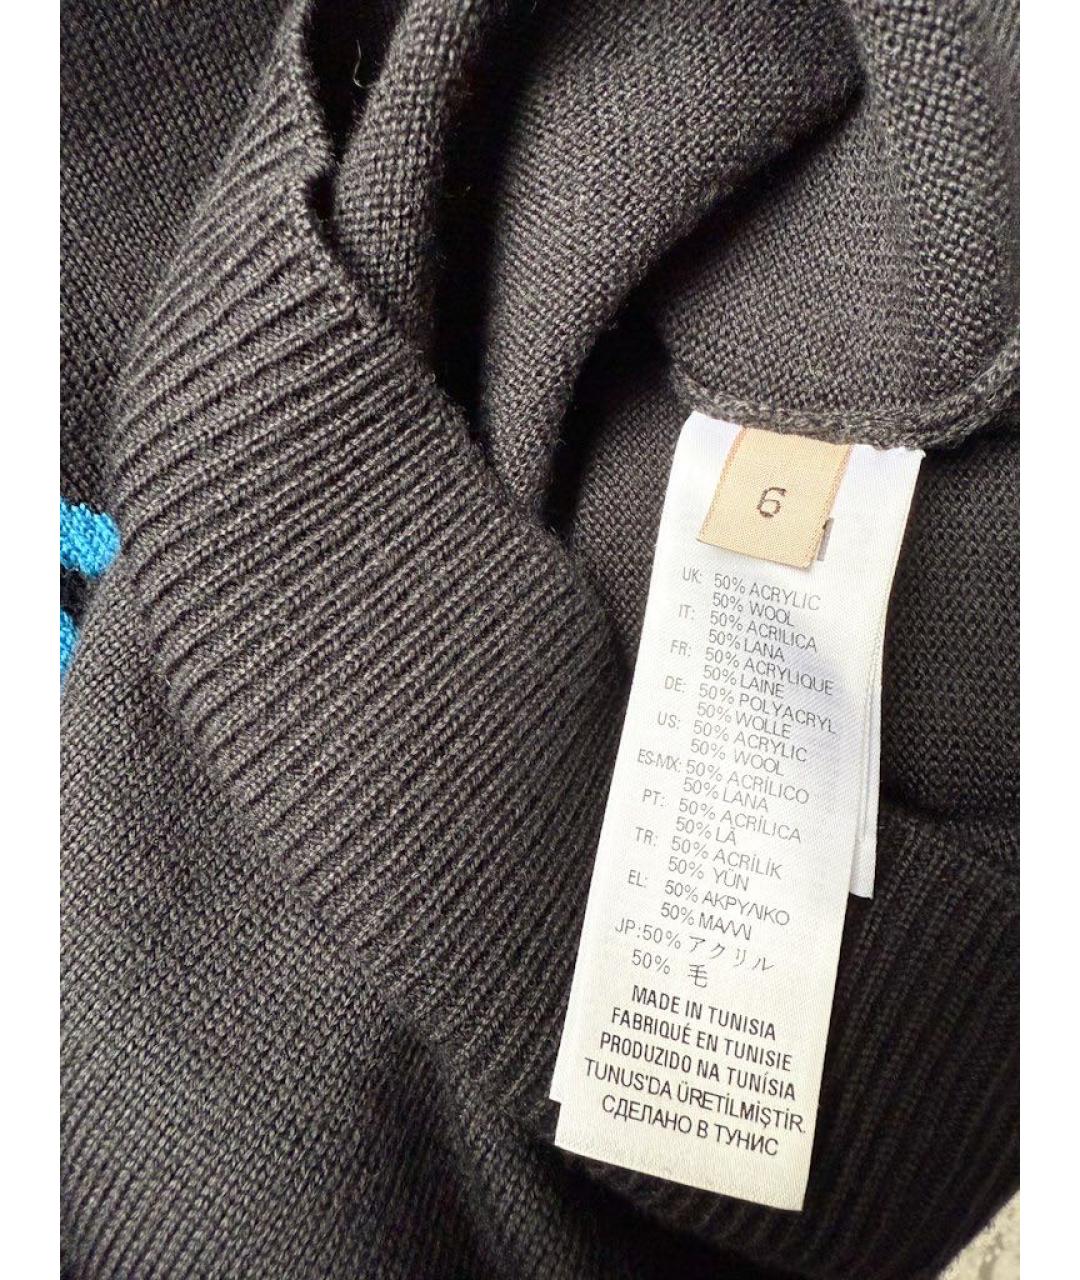 6
UK: 50% ACRYLIC
50% WOOL
IT: 50% ACRILICA
50% LANA
FR: 50% ACRYLIQUE
50% LAINE
DE: 50% POLYACRYL
50% WOLLE
US: 50% ACRYLIC
50% WOOL
ES-MX: 50% ACRÍLICO
50% LANA
PT: 50% ACRÍLICA
50% LÃ
TR: 50% ACRİLİK
50% YÜN
EL: 50% ΑΚΡΥΛΙΚΟ
50% ΜΑΛΛΙ
JP:50% アクリル
50% 毛
MADE IN TUNISIA
FABRIQUÉ EN TUNISIE
PRODUZIDO NA TUNÍSIA
TUNUS'DA ÜRETİLMİŞTİR.
СДЕЛАНО В ТУНИС